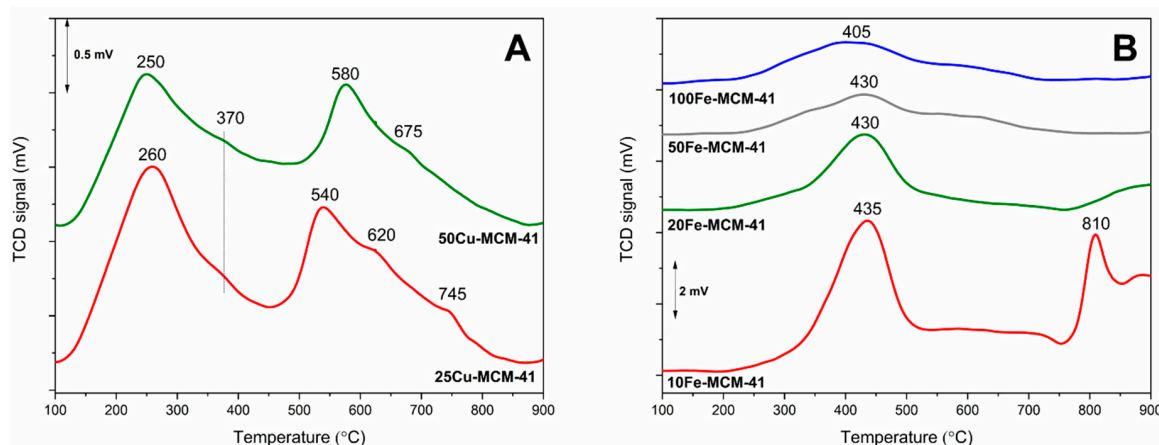 A
0.5 mV
250
580
370
675
260
50Cu-MCM-41
540
620
745
25Cu-MCM-41
TCD signal (mV)
100 200 300 400 500 600 700 800 900
Temperature (°C)
B
405
100Fe-MCM-41
430
50Fe-MCM-41
430
20Fe-MCM-41
435
810
2 mV
10Fe-MCM-41
TCD signal (mV)
100 200 300 400 500 600 700 800 900
Temperature (°C)